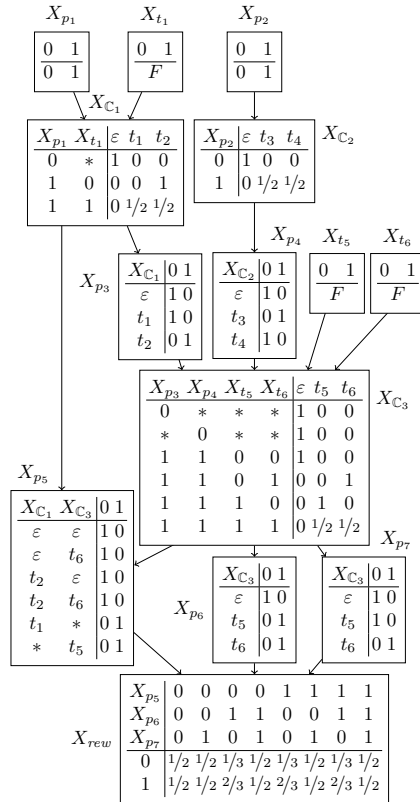 X_{p_1} X_{t_1} X_{p_2}
0 1
0 1
0 1
F
0 1
0 1
X_{ℂ_1}
X_{p_1} X_{t_1} ε t_1 t_2
0 * 1 0 0
1 0 0 0 1
1 1 0 1/2 1/2
X_{ℂ_2}
X_{p_2} ε t_3 t_4
0 1 0 0
1 0 1/2 1/2
X_{p_3}
X_{ℂ_1} 0 1
ε 1 0
t_1 1 0
t_2 0 1
X_{p_4}
X_{ℂ_2} 0 1
ε 1 0
t_3 0 1
t_4 1 0
X_{t_5} X_{t_6}
0 1
F
0 1
F
X_{ℂ_3}
X_{p_3} X_{p_4} X_{t_5} X_{t_6} ε t_5 t_6
0 * * * 1 0 0
* 0 * * 1 0 0
1 1 0 0 1 0 0
1 1 0 1 0 0 1
1 1 1 0 0 1 0
1 1 1 1 0 1/2 1/2
X_{p_5}
X_{ℂ_1} X_{ℂ_3} 0 1
ε ε 1 0
ε t_6 1 0
t_2 ε 1 0
t_2 t_6 1 0
t_1 * 0 1
* t_5 0 1
X_{p_6}
X_{ℂ_3} 0 1
ε 1 0
t_5 0 1
t_6 0 1
X_{p_7}
X_{ℂ_3} 0 1
ε 1 0
t_5 1 0
t_6 0 1
X_{rew}
X_{p_5} 0 0 0 0 1 1 1 1
X_{p_6} 0 0 1 1 0 0 1 1
X_{p_7} 0 1 0 1 0 1 0 1
0 1/2 1/2 1/3 1/2 1/3 1/2 1/3 1/2
1 1/2 1/2 2/3 1/2 2/3 1/2 2/3 1/2